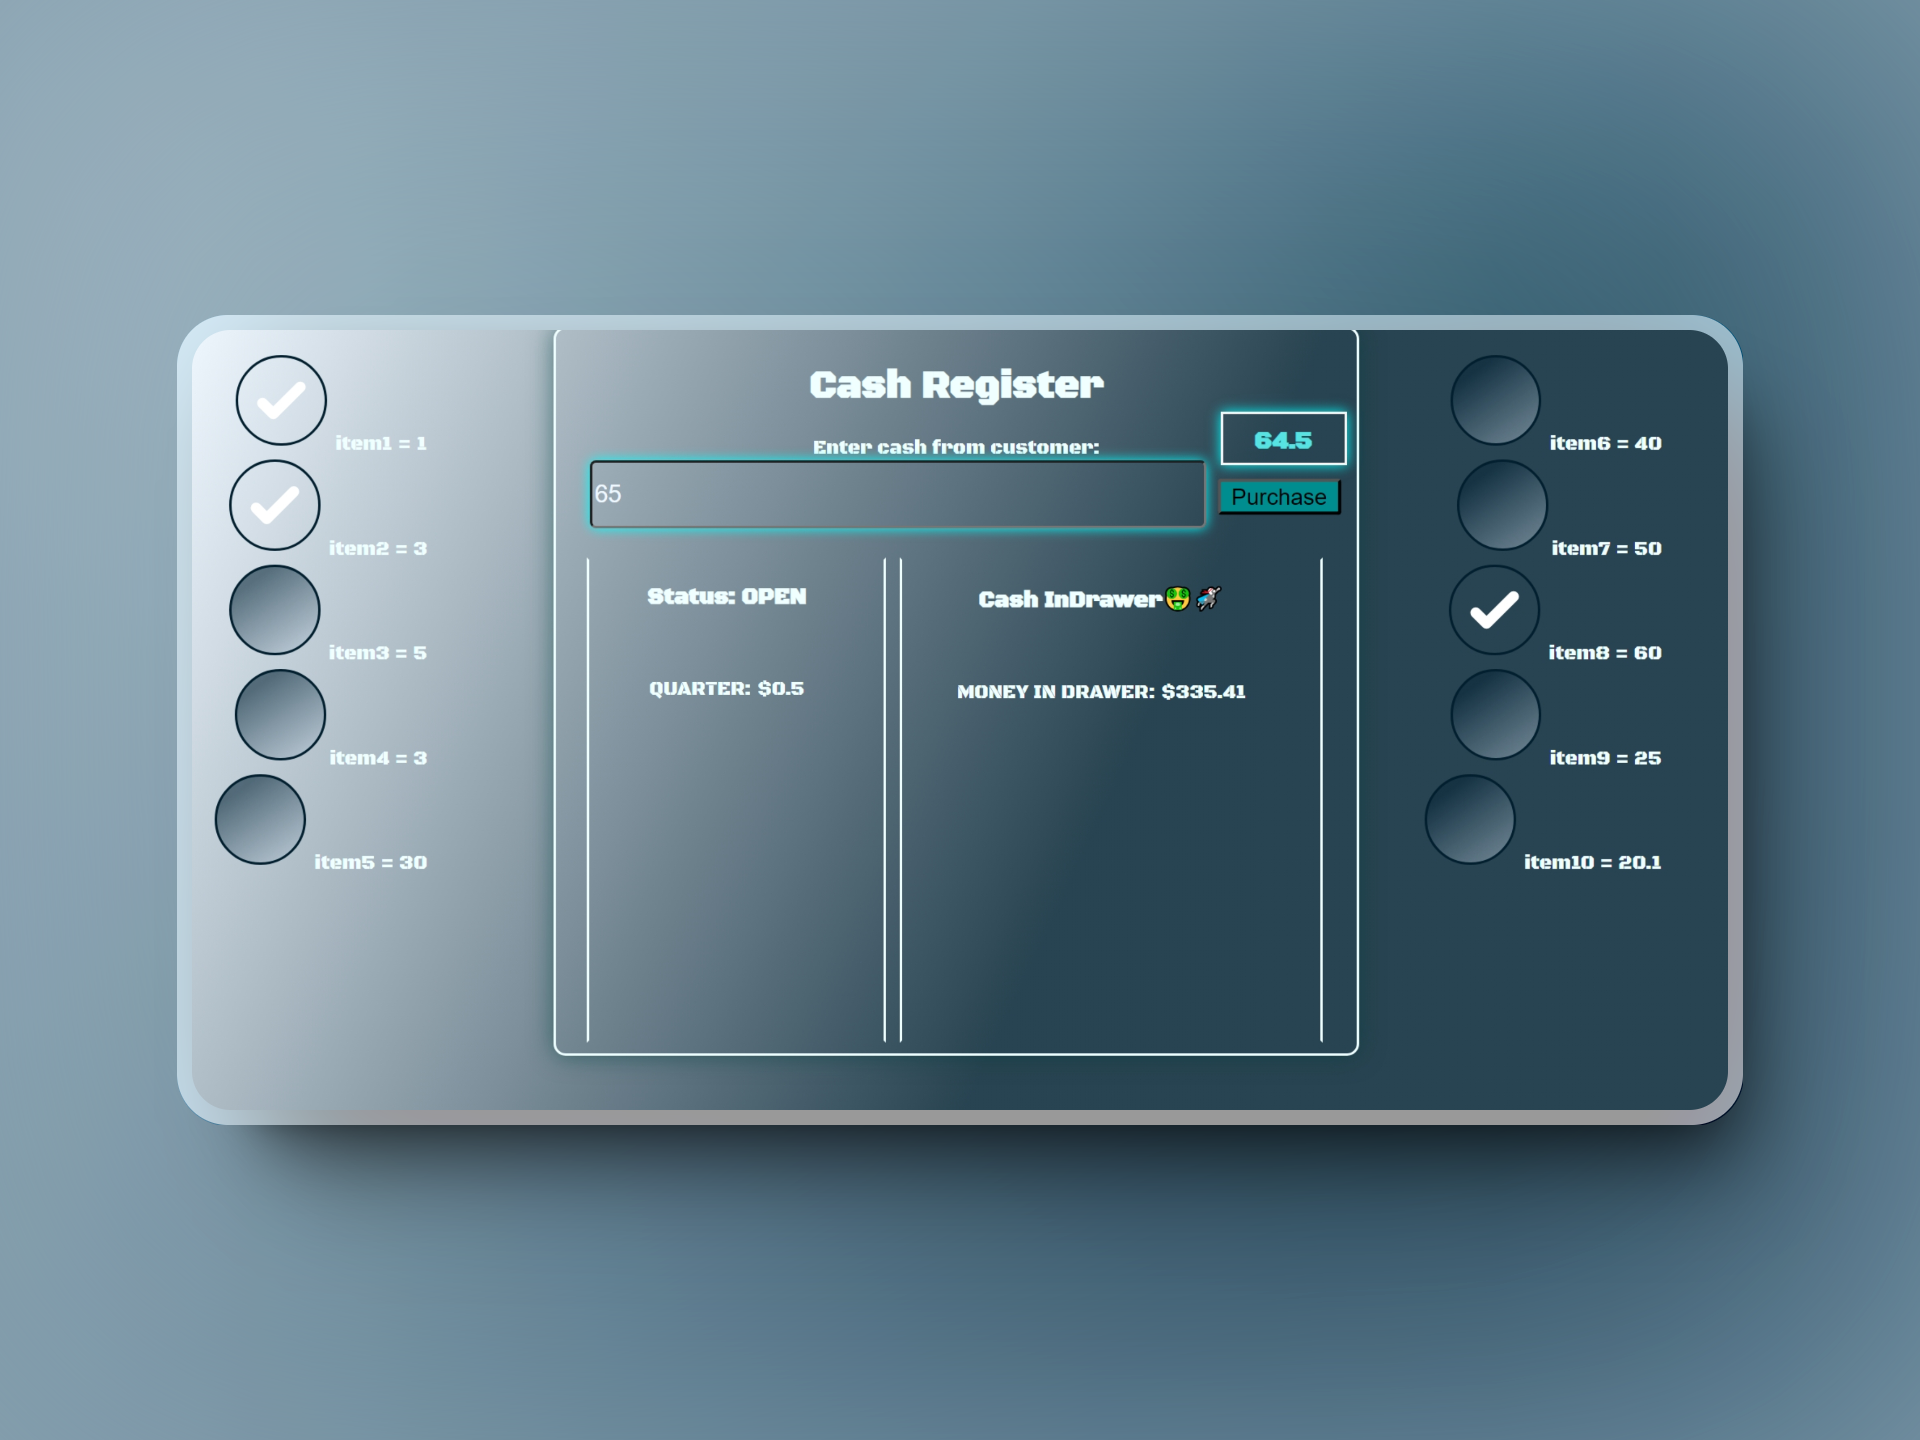 item1 = 1
item2 = 3
item3 = 5
item4 = 3
item5 = 30
Cash Register
Enter cash from customer:
64.5
65
Purchase
Status: OPEN
QUARTER: $0.5
Cash InDrawer🤑🦸
MONEY IN DRAWER: $335.41
item6 = 40
item7 = 50
item8 = 60
item9 = 25
item10 = 20.1